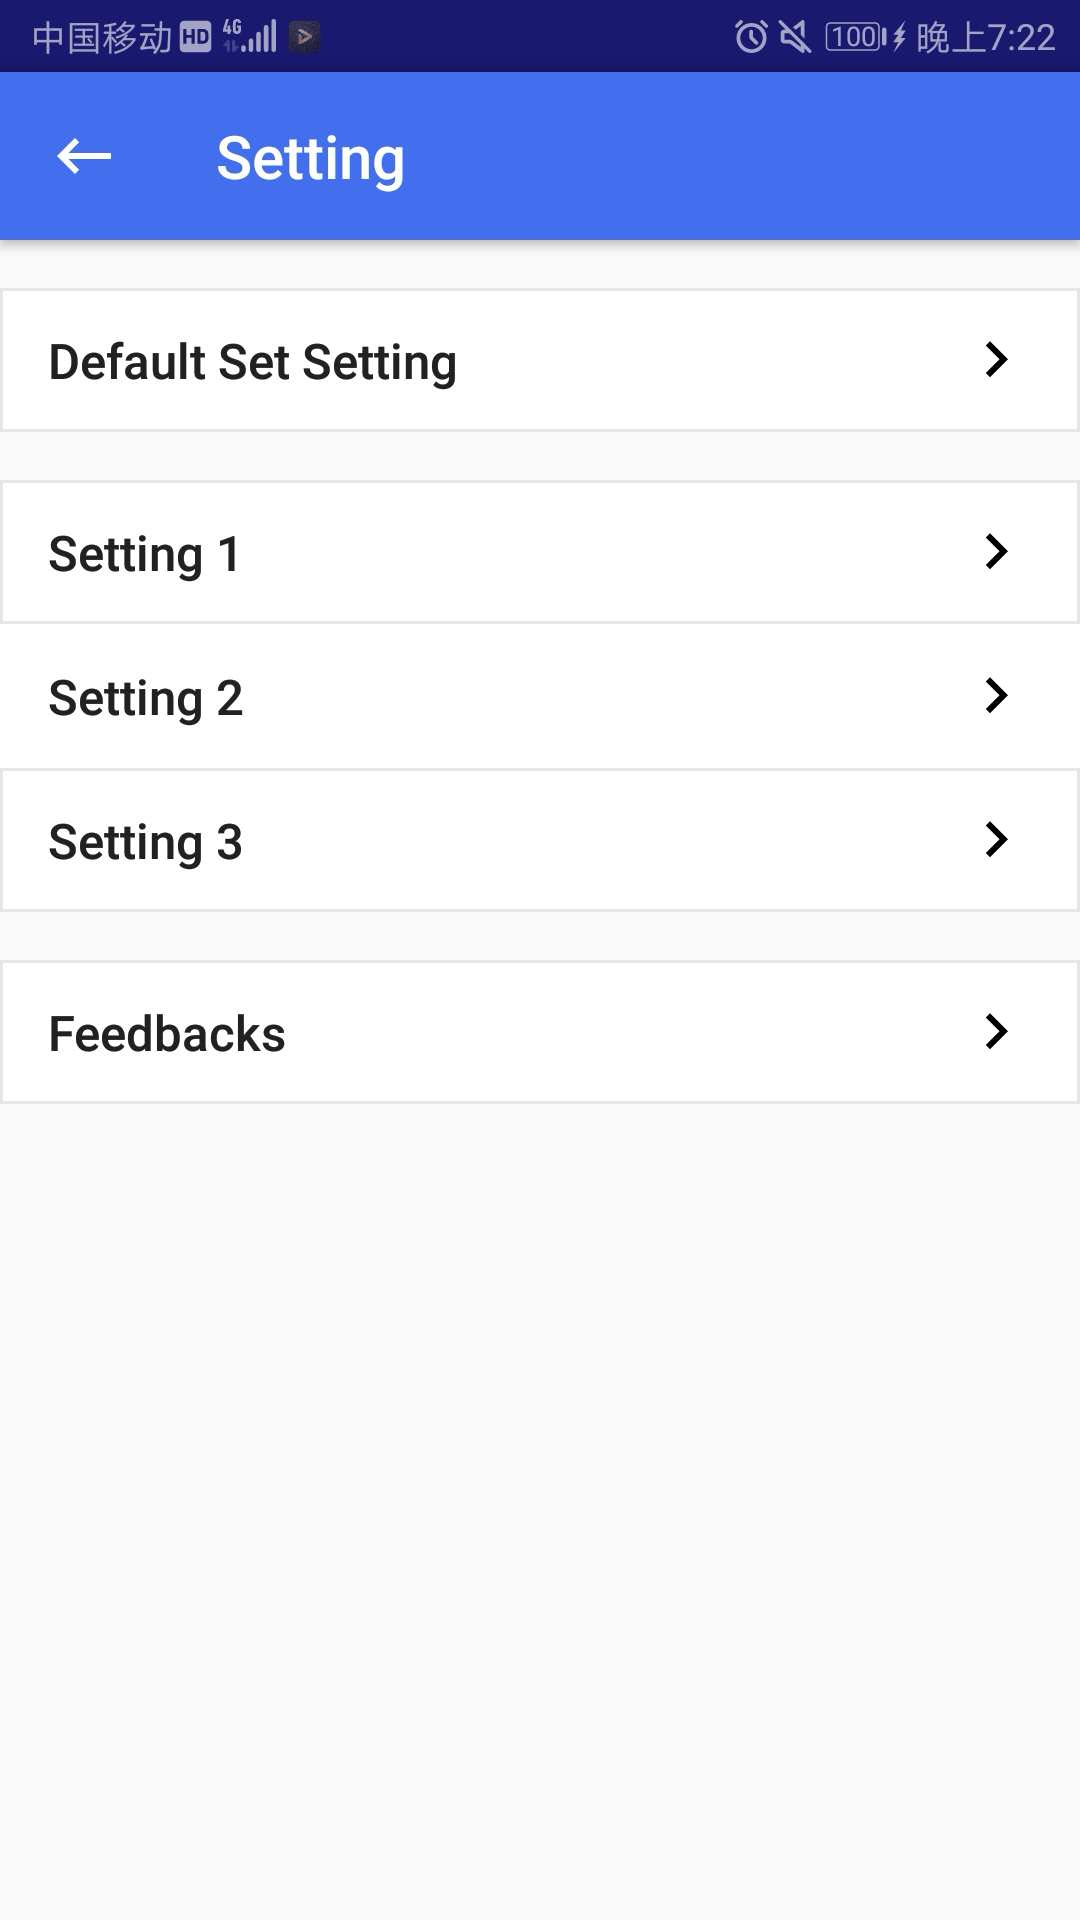 中国移动 HD 4G 100 晚上7:22
Setting
Default Set Setting
Setting 1
Setting 2
Setting 3
Feedbacks